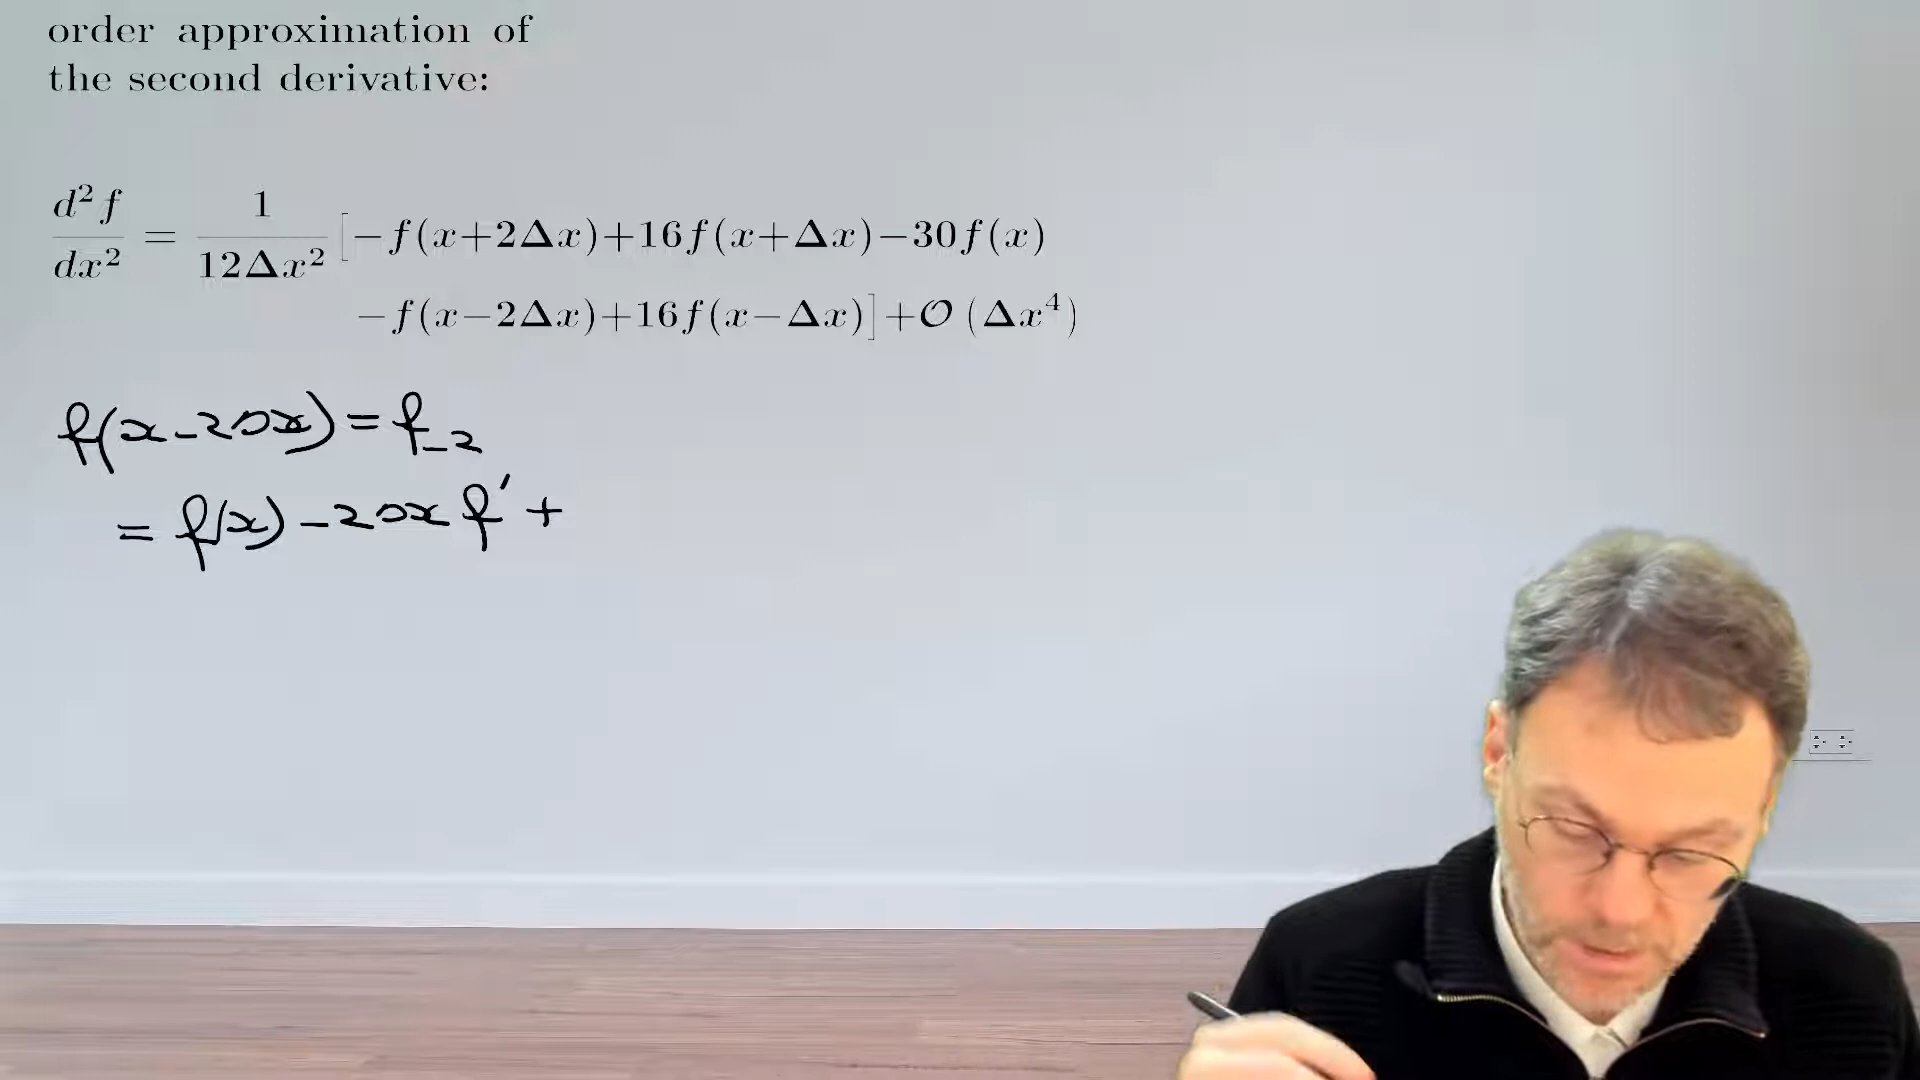 order approximation of
the second derivative:
d²f/dx² = 1/12Δx² [−f(x+2Δx)+16f(x+Δx)−30f(x)
−f(x−2Δx)+16f(x−Δx)]+𝒪(Δx⁴)
f(x-2Δx)=f₋₂
= f(x) -2Δx f' +